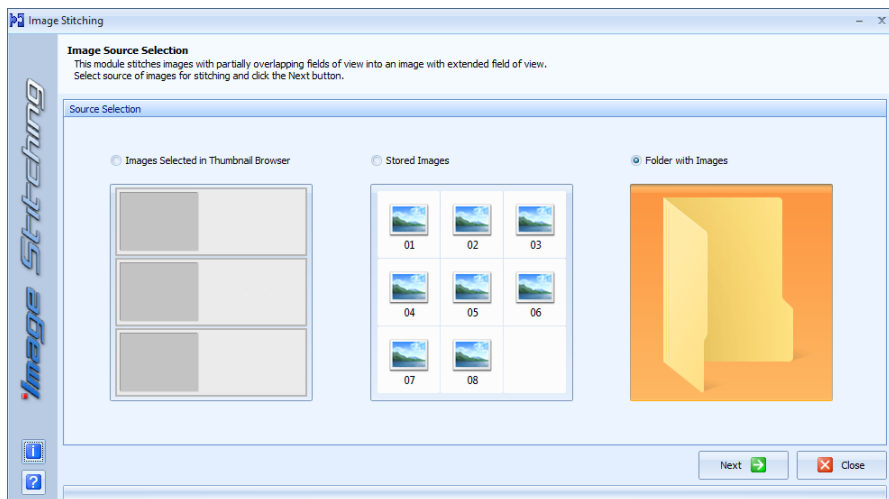 Image Stitching
Image Source Selection
This module stitches images with partially overlapping fields of view into an image with extended field of view.
Select source of images for stitching and click the Next button.
Image Stitching
Source Selection
Images Selected in Thumbnail Browser
Stored Images
Folder with Images
01 02 03
04 05 06
07 08
i
?
Next
Close